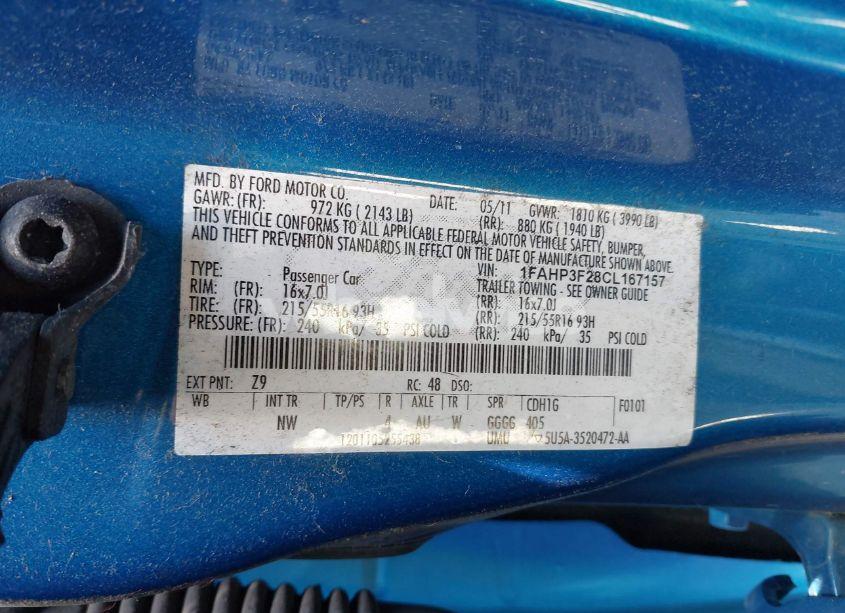 MFD. BY FORD MOTOR CO.
DATE: 05/11 GVWR: 1810 KG ( 3990 LB)
GAWR: (FR): 972 KG ( 2143 LB) (RR): 880 KG ( 1940 LB)
THIS VEHICLE CONFORMS TO ALL APPLICABLE FEDERAL MOTOR VEHICLE SAFETY, BUMPER,
AND THEFT PREVENTION STANDARDS IN EFFECT ON THE DATE OF MANUFACTURE SHOWN ABOVE.
VIN: 1FAHP3F28CL167157
TYPE: Passenger Car TRAILER TOWING - SEE OWNER GUIDE
RIM: (FR): 16x7.0J (RR): 16x7.0J
TIRE: (FR): 215/55R16 93H (RR): 215/55R16 93H
PRESSURE: (FR): 240 kPa/ 35 PSI COLD (RR): 240 kPa/ 35 PSI COLD
EXT PNT: Z9 RC: 48 DSO:
WB INT TR TP/PS R AXLE TR SPR CDH1G F0101
NW 4 AU W GGGG 405
UMU 5U5A-3520472-AA